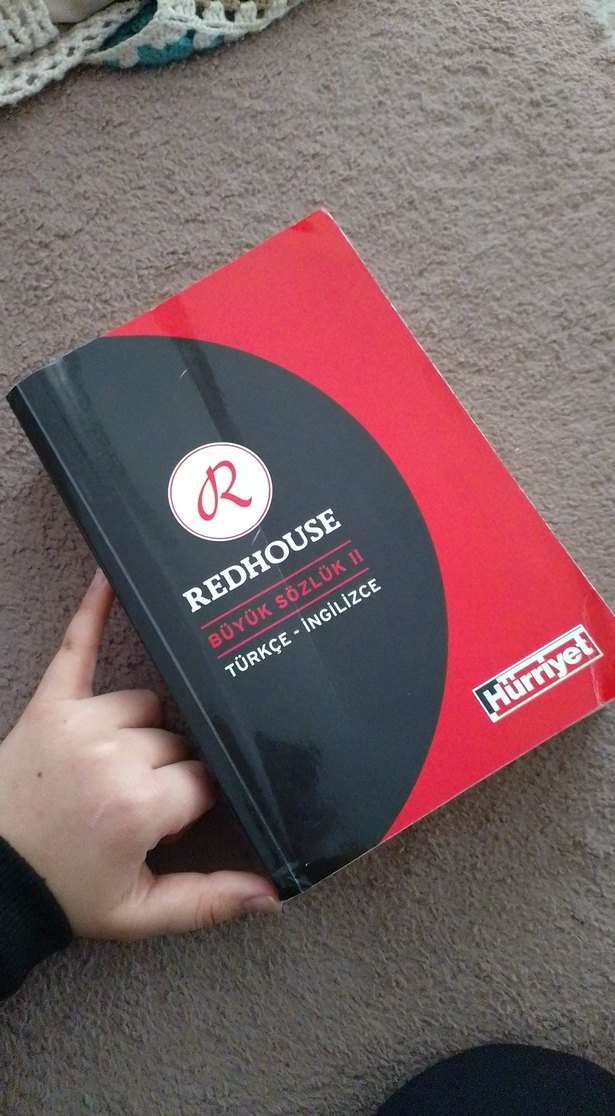 R
REDHOUSE
BÜYÜK SÖZLÜK II
TÜRKÇE - İNGİLİZCE
Hürriyet